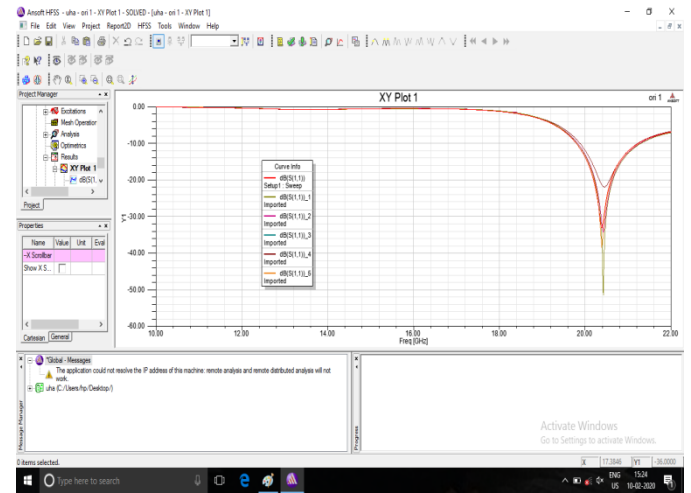 Ansoft HFSS - uha - ori 1 - XY Plot 1 - SOLVED - [uha - ori 1 - XY Plot 1]
File Edit View Project Report2D HFSS Tools Window Help
Project Manager
Excitations
Mesh Operator
Analysis
Optimetrics
Results
XY Plot 1
dB(S(1,
Project
Properties
Name Value Unit Eval
-X Scrollbar
Show X S...
Cartesian General
XY Plot 1
ori 1
0.00
-10.00
-20.00
-30.00
-40.00
-50.00
-60.00
Y1
Curve Info
dB(S(1,1))
Setup1 : Sweep
dB(S(1,1))_1
Imported
dB(S(1,1))_2
Imported
dB(S(1,1))_3
Imported
dB(S(1,1))_4
Imported
dB(S(1,1))_5
Imported
10.00 12.00 14.00 16.00 18.00 20.00 22.00
Freq [GHz]
*Global - Messages
The application could not resolve the IP address of this machine; remote analysis and remote distributed analysis will not
work.
uha (C:/Users/hp/Desktop/)
Message Manager
Progress
Activate Windows
Go to Settings to activate Windows.
0 items selected.
X 17.3846 Y1 -36.0000
Type here to search
ENG
US
15:24
10-02-2020